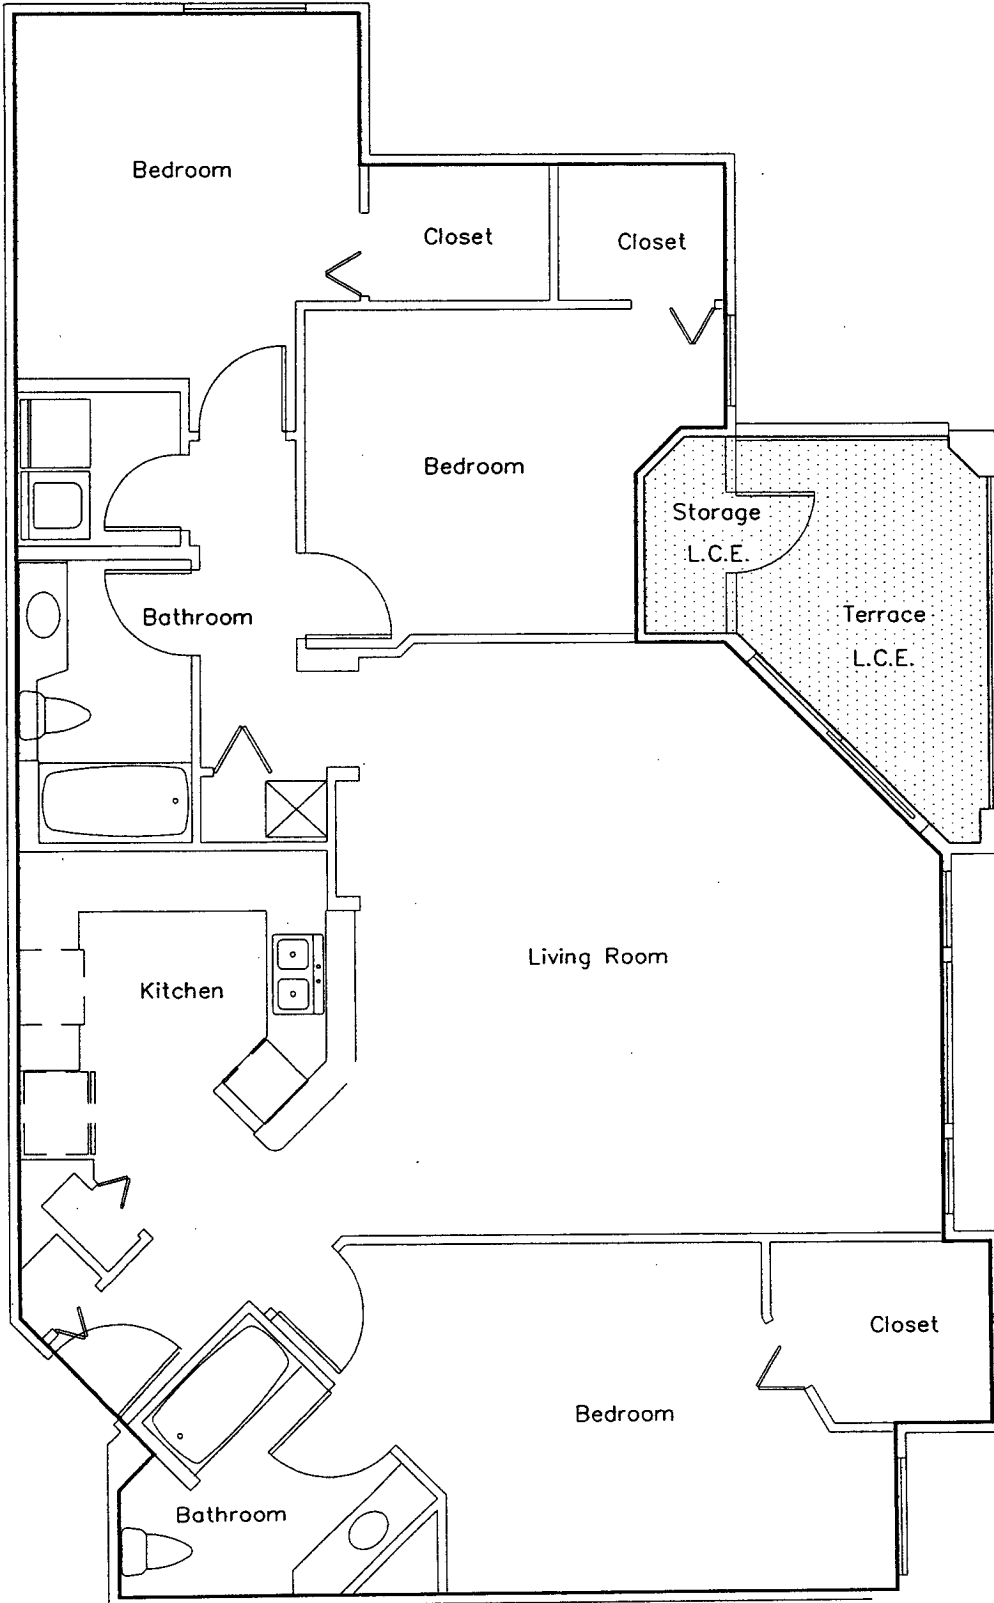 Bedroom
Closet
Closet
Bedroom
Storage
L.C.E.
Terrace
L.C.E.
Bathroom
Living Room
Kitchen
Closet
Bedroom
Bathroom